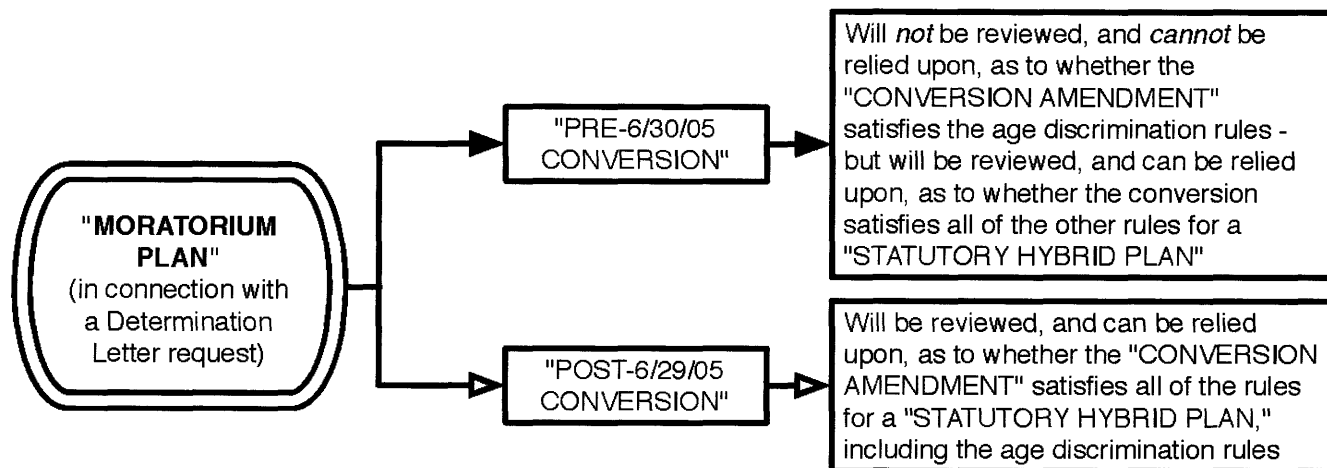 "MORATORIUM
PLAN"
(in connection with
a Determination
Letter request)
"PRE-6/30/05
CONVERSION"
Will not be reviewed, and cannot be
relied upon, as to whether the
"CONVERSION AMENDMENT"
satisfies the age discrimination rules -
but will be reviewed, and can be relied
upon, as to whether the conversion
satisfies all of the other rules for a
"STATUTORY HYBRID PLAN"
"POST-6/29/05
CONVERSION"
Will be reviewed, and can be relied
upon, as to whether the "CONVERSION
AMENDMENT" satisfies all of the rules
for a "STATUTORY HYBRID PLAN,"
including the age discrimination rules